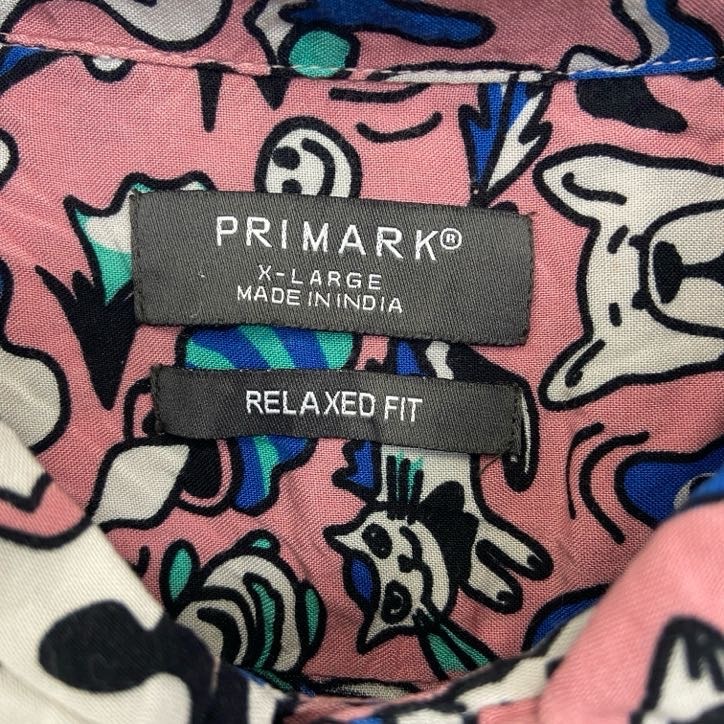 PRIMARK®
X-LARGE
MADE IN INDIA
RELAXED FIT